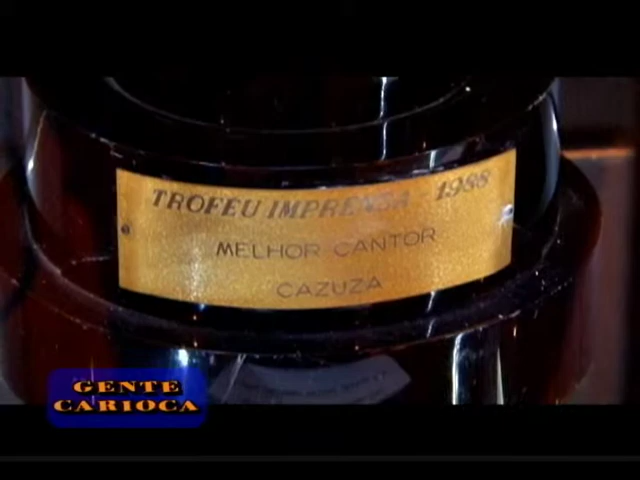 TROFEU IMPRENSA 1988
MELHOR CANTOR
CAZUZA
GENTE
CARIOCA